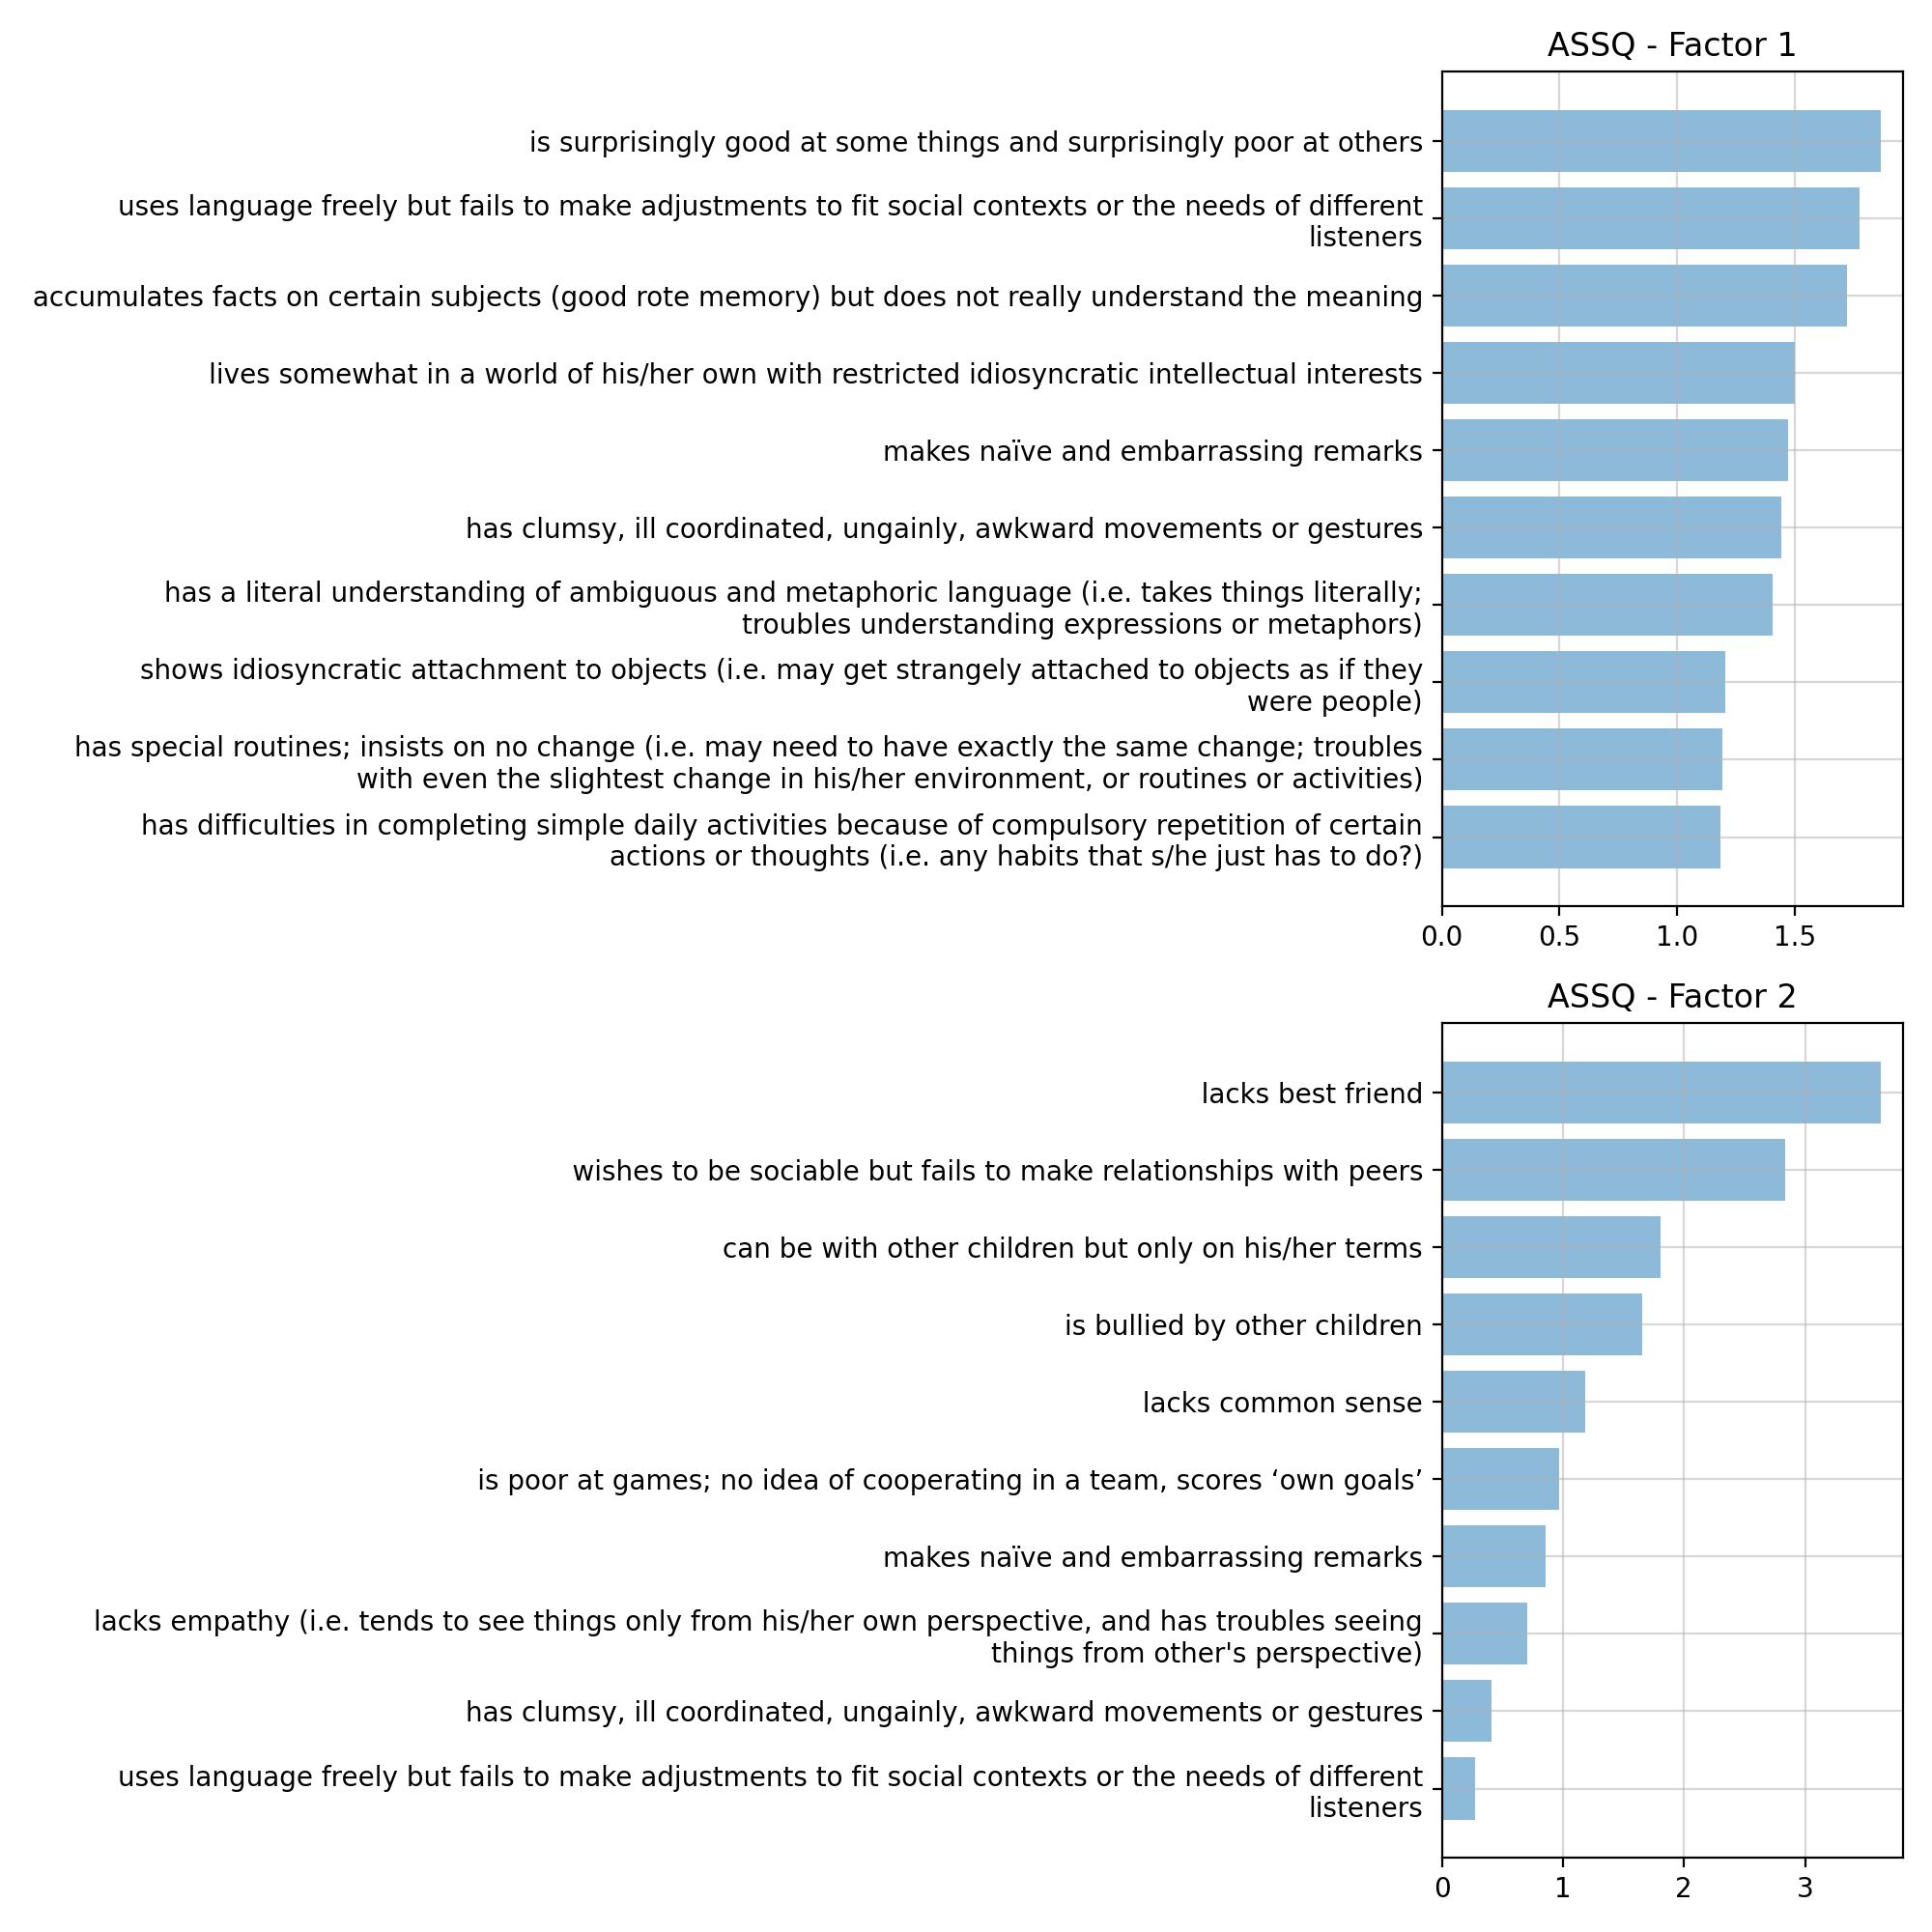 ASSQ - Factor 1
is surprisingly good at some things and surprisingly poor at others
uses language freely but fails to make adjustments to fit social contexts or the needs of different
listeners
accumulates facts on certain subjects (good rote memory) but does not really understand the meaning
lives somewhat in a world of his/her own with restricted idiosyncratic intellectual interests
makes naïve and embarrassing remarks
has clumsy, ill coordinated, ungainly, awkward movements or gestures
has a literal understanding of ambiguous and metaphoric language (i.e. takes things literally;
troubles understanding expressions or metaphors)
shows idiosyncratic attachment to objects (i.e. may get strangely attached to objects as if they
were people)
has special routines; insists on no change (i.e. may need to have exactly the same change; troubles
with even the slightest change in his/her environment, or routines or activities)
has difficulties in completing simple daily activities because of compulsory repetition of certain
actions or thoughts (i.e. any habits that s/he just has to do?)
0.0 0.5 1.0 1.5
ASSQ - Factor 2
lacks best friend
wishes to be sociable but fails to make relationships with peers
can be with other children but only on his/her terms
is bullied by other children
lacks common sense
is poor at games; no idea of cooperating in a team, scores ‘own goals’
makes naïve and embarrassing remarks
lacks empathy (i.e. tends to see things only from his/her own perspective, and has troubles seeing
things from other's perspective)
has clumsy, ill coordinated, ungainly, awkward movements or gestures
uses language freely but fails to make adjustments to fit social contexts or the needs of different
listeners
0 1 2 3